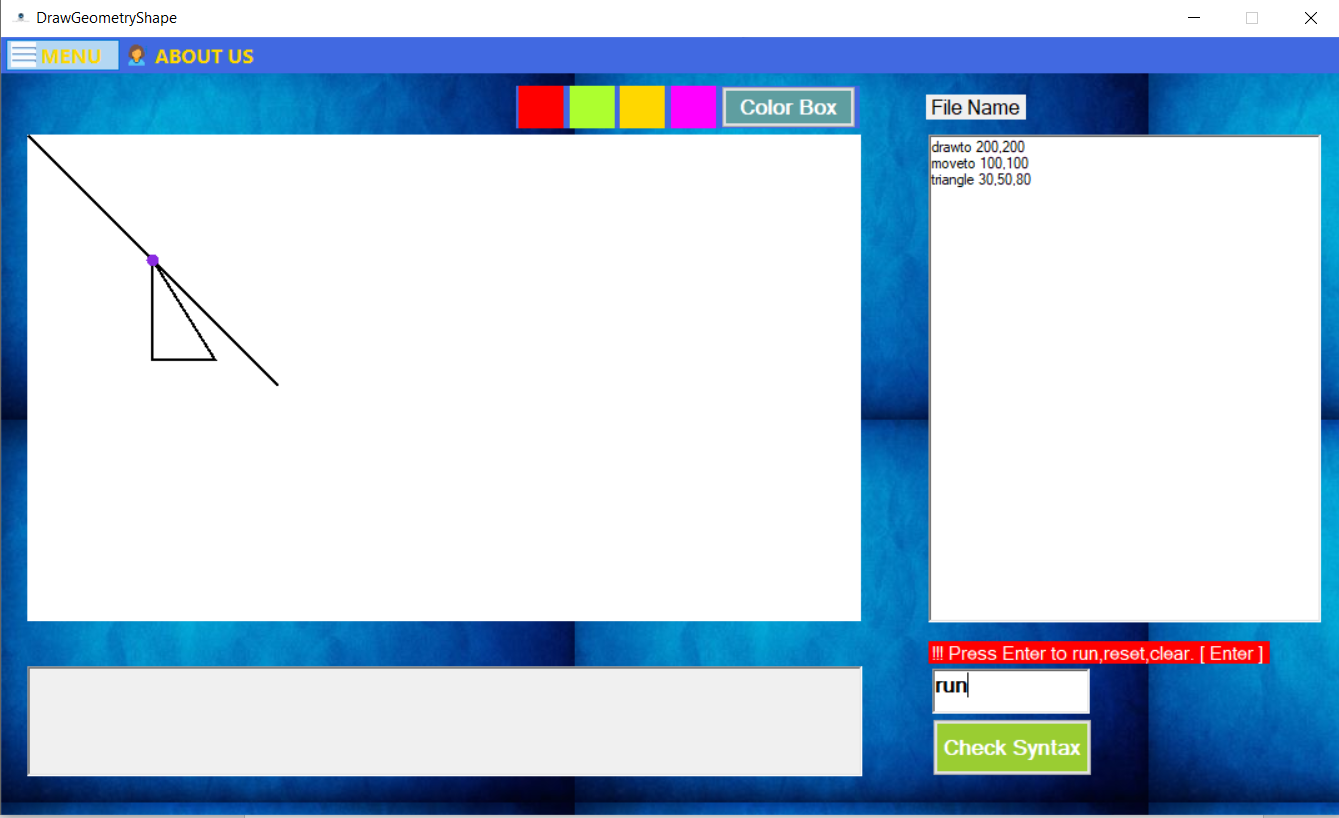 DrawGeometryShape
MENU ABOUT US
Color Box
File Name
drawto 200,200
moveto 100,100
triangle 30,50,80
!!! Press Enter to run,reset,clear. [ Enter ]
run
Check Syntax